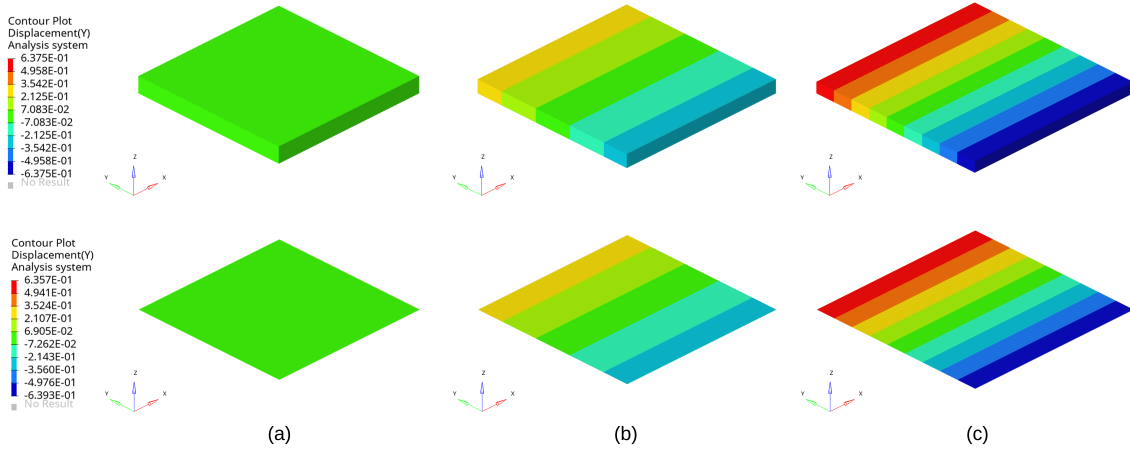 Contour Plot
Displacement(Y)
Analysis system
6.375E-01
4.958E-01
3.542E-01
2.125E-01
7.083E-02
-7.083E-02
-2.125E-01
-3.542E-01
-4.958E-01
-6.375E-01
No Result
Z
Y
X
Z
Y
X
Z
Y
X
Contour Plot
Displacement(Y)
Analysis system
6.357E-01
4.941E-01
3.524E-01
2.107E-01
6.905E-02
-7.262E-02
-2.143E-01
-3.560E-01
-4.976E-01
-6.393E-01
No Result
Z
Y
X
Z
Y
X
Z
Y
X
(a)
(b)
(c)